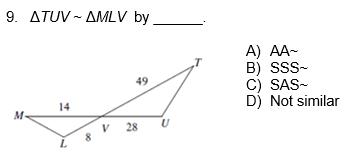 9. ΔTUV ~ ΔMLV by ______.
A) AA~
B) SSS~
C) SAS~
D) Not similar
T
49
14
M
V
28
U
L
8